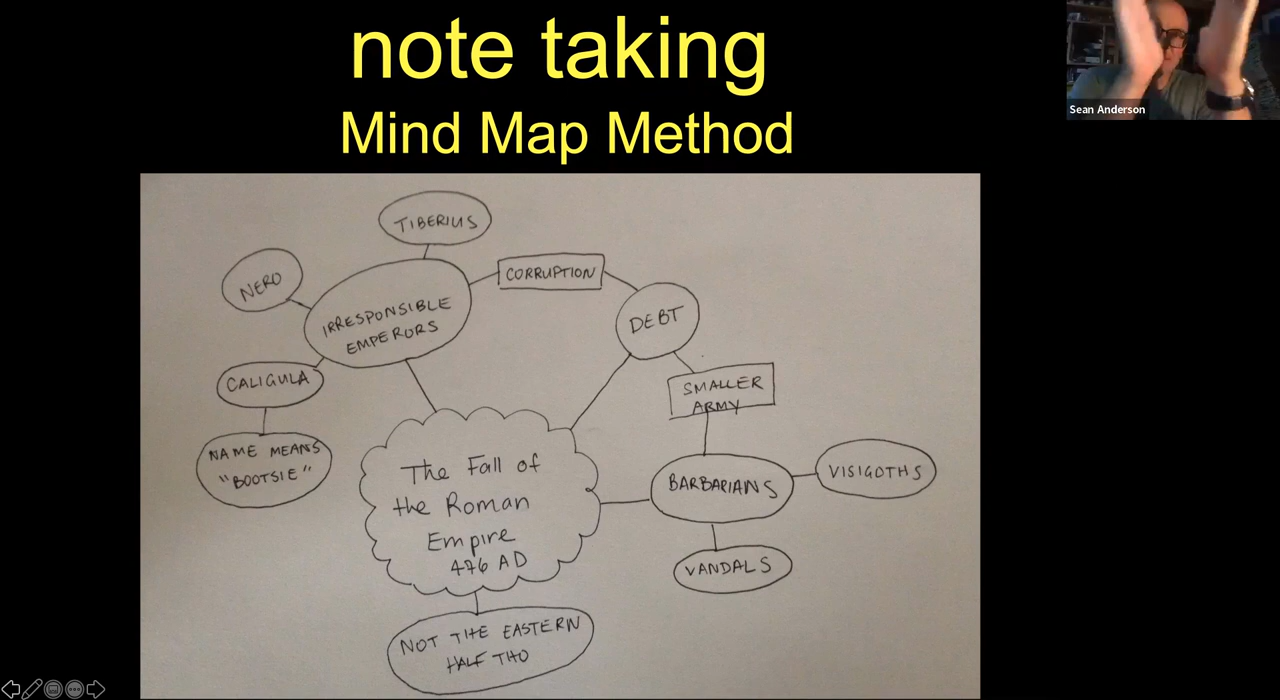 note taking
Mind Map Method
Sean Anderson
TIBERIUS
NERO
IRRESPONSIBLE
EMPERORS
CORRUPTION
DEBT
CALIGULA
NAME MEANS
"BOOTSIE"
SMALLER
ARMY
The Fall of
the Roman
Empire
476 AD
BARBARIANS
VISIGOTHS
VANDALS
NOT THE EASTERN
HALF THO